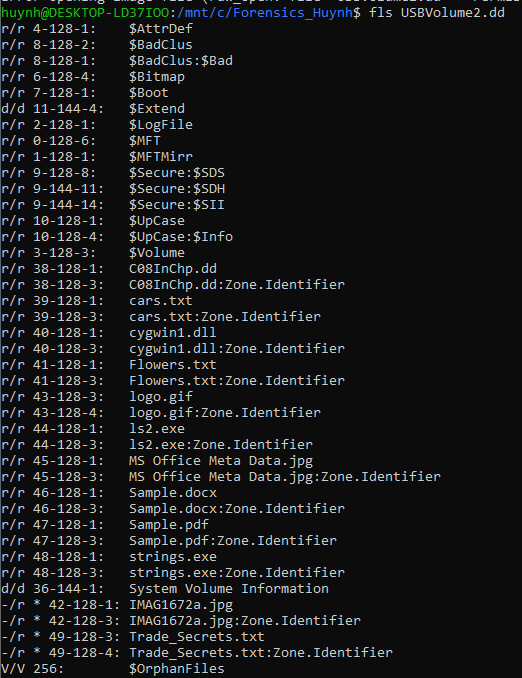 huynh@DESKTOP-LD37IOO:/mnt/c/Forensics_Huynh$ fls USBVolume2.dd
r/r 4-128-1:    $AttrDef
r/r 8-128-2:    $BadClus
r/r 8-128-1:    $BadClus:$Bad
r/r 6-128-4:    $Bitmap
r/r 7-128-1:    $Boot
d/d 11-144-4:   $Extend
r/r 2-128-1:    $LogFile
r/r 0-128-6:    $MFT
r/r 1-128-1:    $MFTMirr
r/r 9-128-8:    $Secure:$SDS
r/r 9-144-11:   $Secure:$SDH
r/r 9-144-14:   $Secure:$SII
r/r 10-128-1:   $UpCase
r/r 10-128-4:   $UpCase:$Info
r/r 3-128-3:    $Volume
r/r 38-128-1:   C08InChp.dd
r/r 38-128-3:   C08InChp.dd:Zone.Identifier
r/r 39-128-1:   cars.txt
r/r 39-128-3:   cars.txt:Zone.Identifier
r/r 40-128-1:   cygwin1.dll
r/r 40-128-3:   cygwin1.dll:Zone.Identifier
r/r 41-128-1:   Flowers.txt
r/r 41-128-3:   Flowers.txt:Zone.Identifier
r/r 43-128-3:   logo.gif
r/r 43-128-4:   logo.gif:Zone.Identifier
r/r 44-128-1:   ls2.exe
r/r 44-128-3:   ls2.exe:Zone.Identifier
r/r 45-128-1:   MS Office Meta Data.jpg
r/r 45-128-3:   MS Office Meta Data.jpg:Zone.Identifier
r/r 46-128-1:   Sample.docx
r/r 46-128-3:   Sample.docx:Zone.Identifier
r/r 47-128-1:   Sample.pdf
r/r 47-128-3:   Sample.pdf:Zone.Identifier
r/r 48-128-1:   strings.exe
r/r 48-128-3:   strings.exe:Zone.Identifier
d/d 36-144-1:   System Volume Information
-/r * 42-128-1: IMAG1672a.jpg
-/r * 42-128-3: IMAG1672a.jpg:Zone.Identifier
-/r * 49-128-3: Trade_Secrets.txt
-/r * 49-128-4: Trade_Secrets.txt:Zone.Identifier
V/V 256:        $OrphanFiles